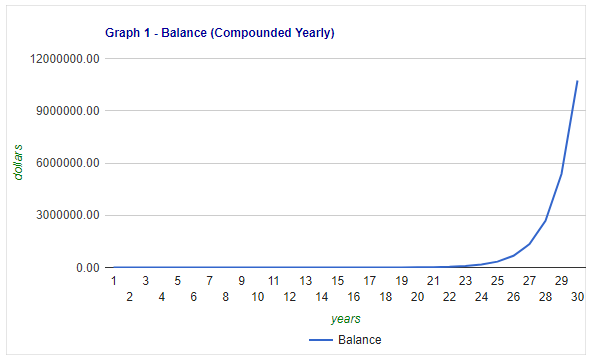 Graph 1 - Balance (Compounded Yearly)
12000000.00
9000000.00
6000000.00
3000000.00
0.00
dollars
1 3 5 7 9 11 13 15 17 19 21 23 25 27 29
2 4 6 8 10 12 14 16 18 20 22 24 26 28 30
years
Balance